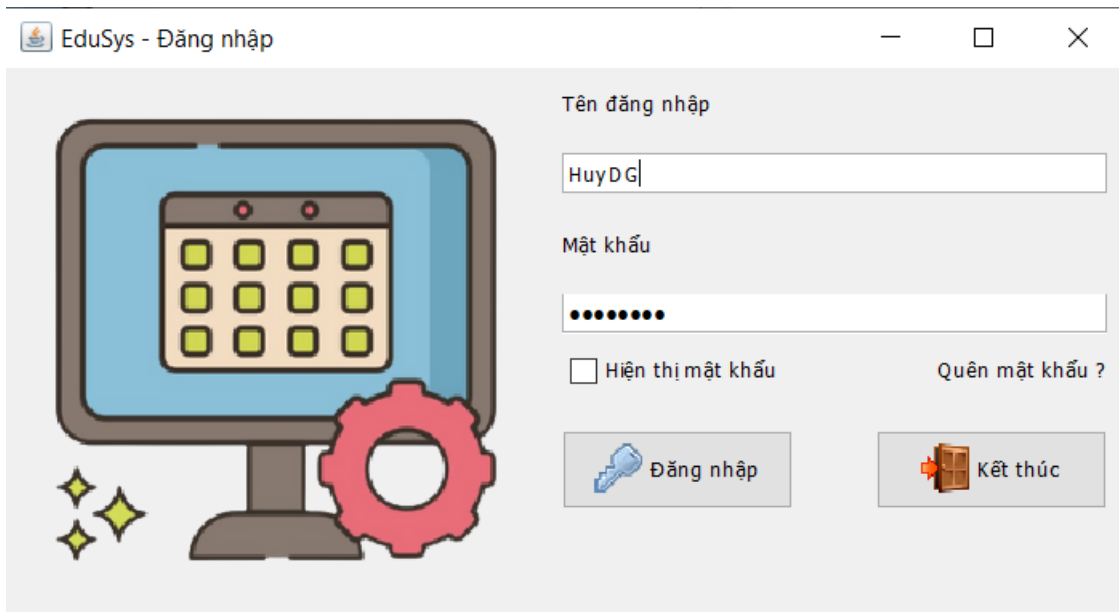 EduSys - Đăng nhập
Tên đăng nhập
HuyDG
Mật khẩu
●●●●●●●●
Hiện thị mật khẩu
Quên mật khẩu ?
Đăng nhập
Kết thúc